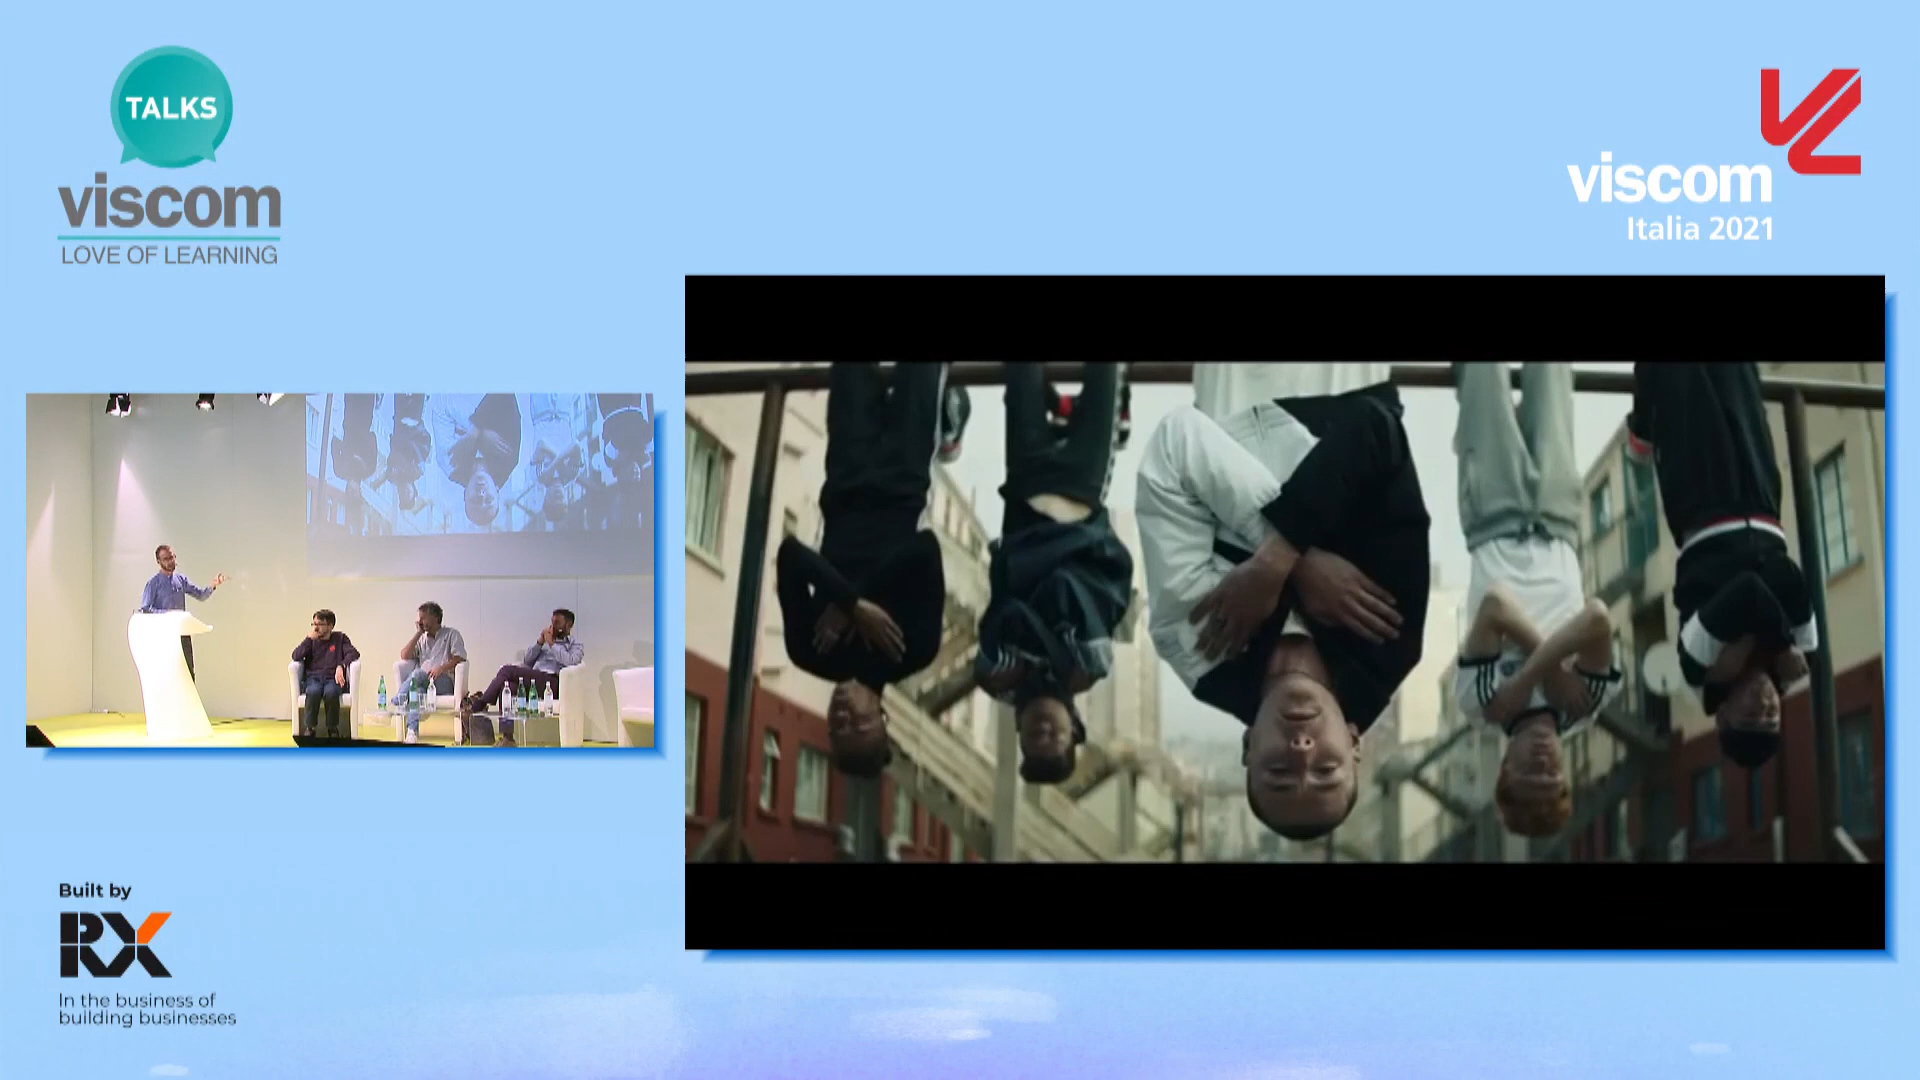 TALKS
viscom
LOVE OF LEARNING
viscom
Italia 2021
Built by
RX
In the business of
building businesses